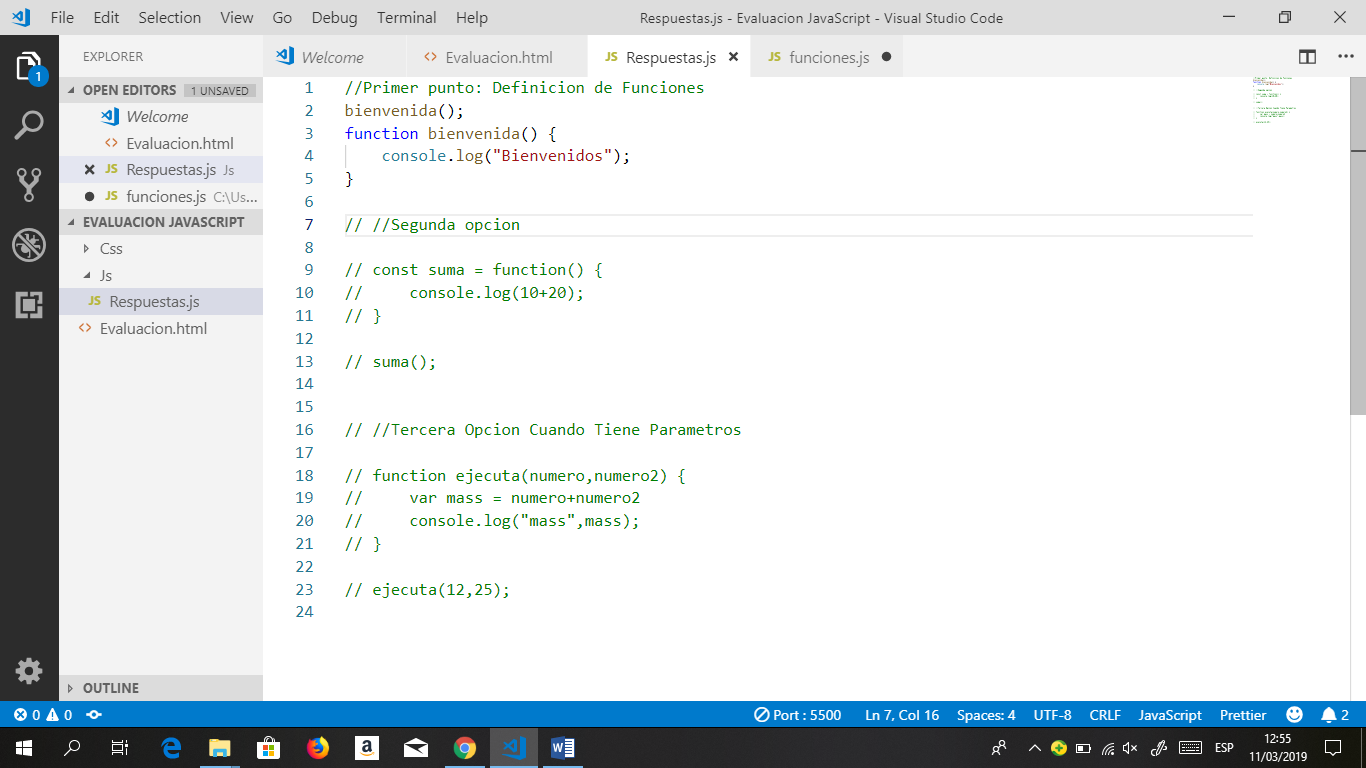 File Edit Selection View Go Debug Terminal Help Respuestas.js - Evaluacion JavaScript - Visual Studio Code
EXPLORER
OPEN EDITORS 1 UNSAVED
Welcome
Evaluacion.html
JS Respuestas.js Js
JS funciones.js C:\Us...
EVALUACION JAVASCRIPT
Css
Js
JS Respuestas.js
Evaluacion.html
OUTLINE
1
Welcome Evaluacion.html JS Respuestas.js JS funciones.js
1 //Primer punto: Definicion de Funciones
2 bienvenida();
3 function bienvenida() {
4     console.log("Bienvenidos");
5 }
6
7 // //Segunda opcion
8
9 // const suma = function() {
10 //     console.log(10+20);
11 // }
12
13 // suma();
14
15
16 // //Tercera Opcion Cuando Tiene Parametros
17
18 // function ejecuta(numero,numero2) {
19 //     var mass = numero+numero2
20 //     console.log("mass",mass);
21 // }
22
23 // ejecuta(12,25);
24
0 0 Port : 5500 Ln 7, Col 16 Spaces: 4 UTF-8 CRLF JavaScript Prettier 2
ESP 12:55
11/03/2019